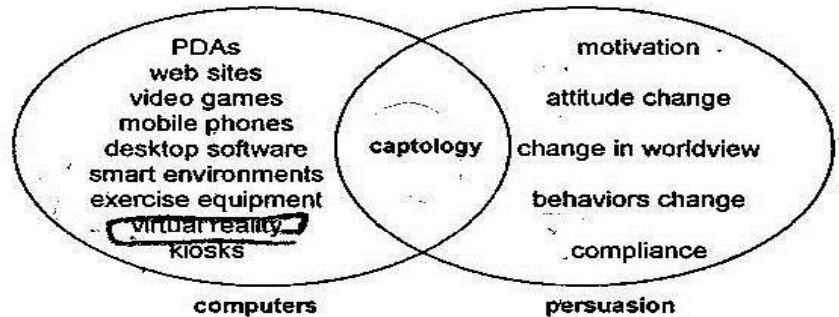 PDAs
web sites
video games
mobile phones
desktop software
smart environments
exercise equipment
virtual reality
kiosks
captology
motivation
attitude change
change in worldview
behaviors change
compliance
computers
persuasion